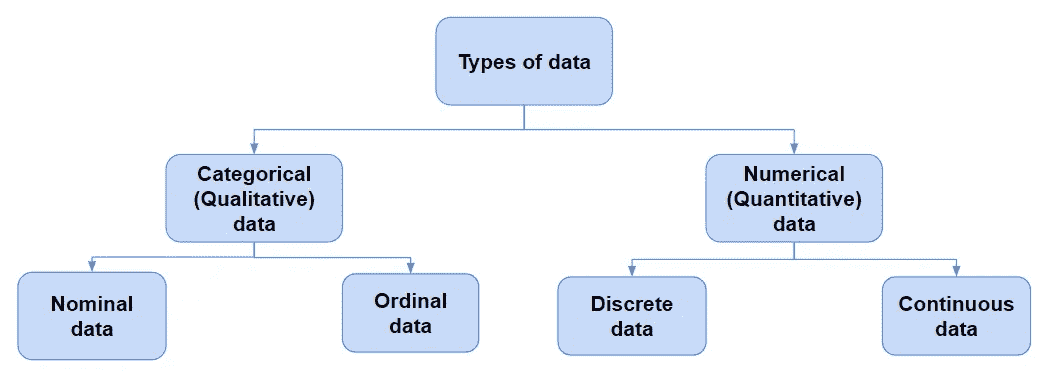 Types of data
Categorical
(Qualitative)
data
Numerical
(Quantitative)
data
Nominal
data
Ordinal
data
Discrete
data
Continuous
data